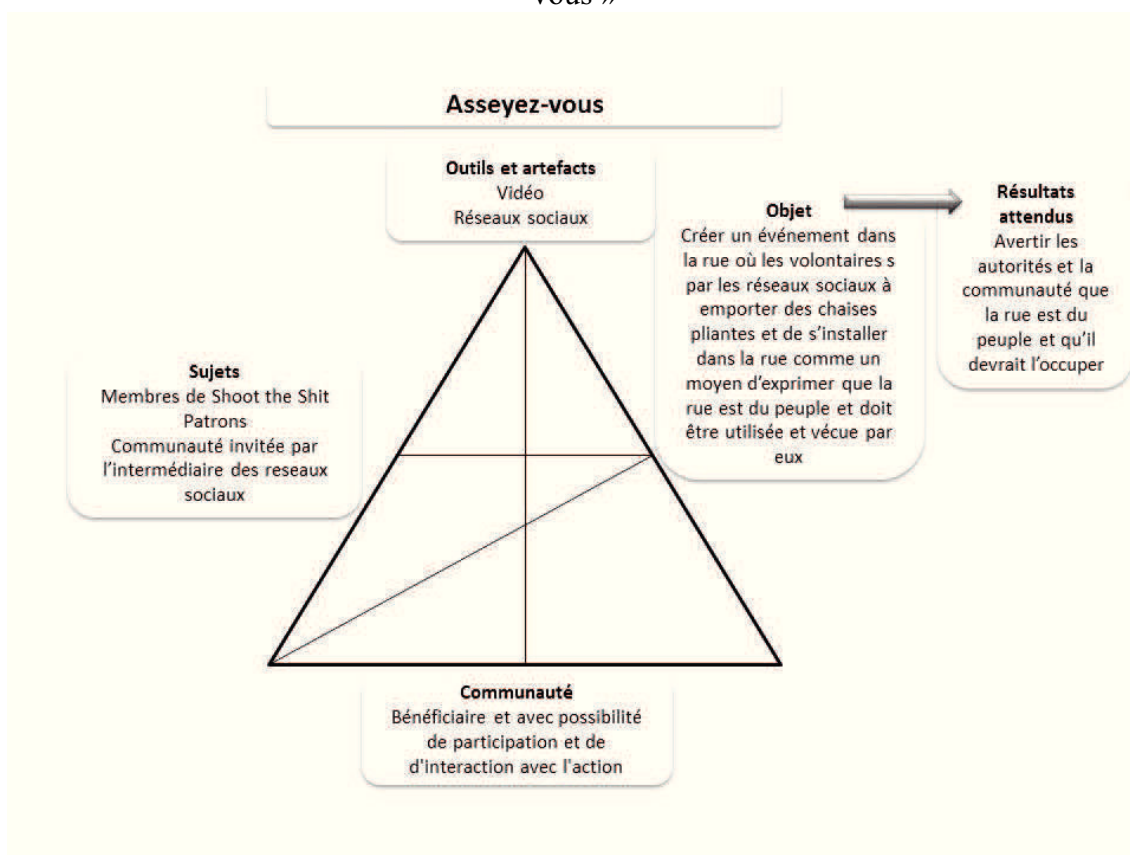 vous »
Asseyez-vous
Outils et artefacts
Vidéo
Réseaux sociaux
Objet
Créer un événement dans
la rue où les volontaires s
par les réseaux sociaux à
emporter des chaises
pliantes et de s'installer
dans la rue comme un
moyen d'exprimer que la
rue est du peuple et doit
être utilisée et vécue par
eux
Résultats
attendus
Avertir les
autorités et la
communauté que
la rue est du
peuple et qu'il
devrait l'occuper
Sujets
Membres de Shoot the Shit
Patrons
Communauté invitée par
l'intermédiaire des reseaux
sociaux
Communauté
Bénéficiaire et avec possibilité
de participation et de
d'interaction avec l'action